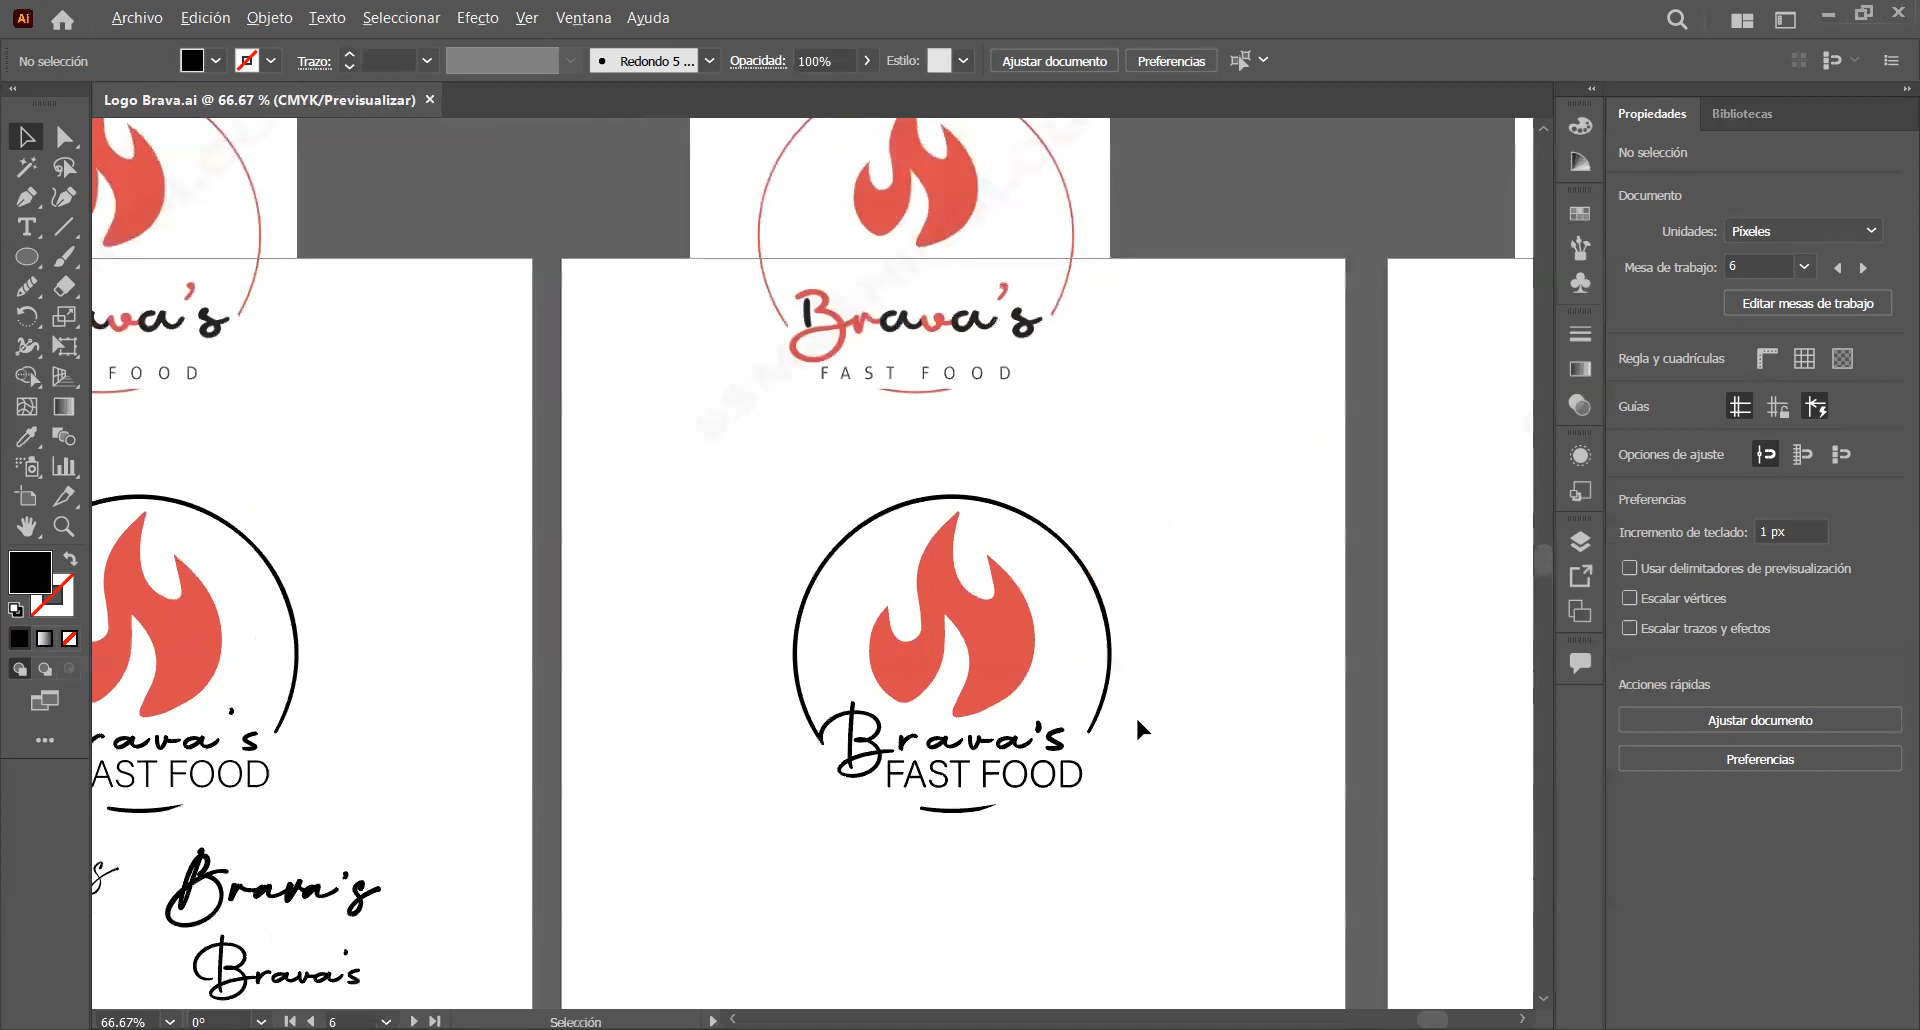 Ai
Archivo Edición Objeto Texto Seleccionar Efecto Ver Ventana Ayuda
No selección Trazo: Redondo 5 ... Opacidad: 100% Estilo: Ajustar documento Preferencias
Logo Brava.ai @ 66.67 % (CMYK/Previsualizar)
Propiedades Bibliotecas
No selección
Documento
Unidades: Píxeles
Mesa de trabajo: 6
Editar mesas de trabajo
Regla y cuadrículas
Guías
Opciones de ajuste
Preferencias
Incremento de teclado: 1 px
Usar delimitadores de previsualización
Escalar vértices
Escalar trazos y efectos
Acciones rápidas
Ajustar documento
Preferencias
ava's
FOOD
Brava's
FAST FOOD
rava's
AST FOOD
Brava's
FAST FOOD
s
Brava's
Brava's
66.67% 0° 6 Selección